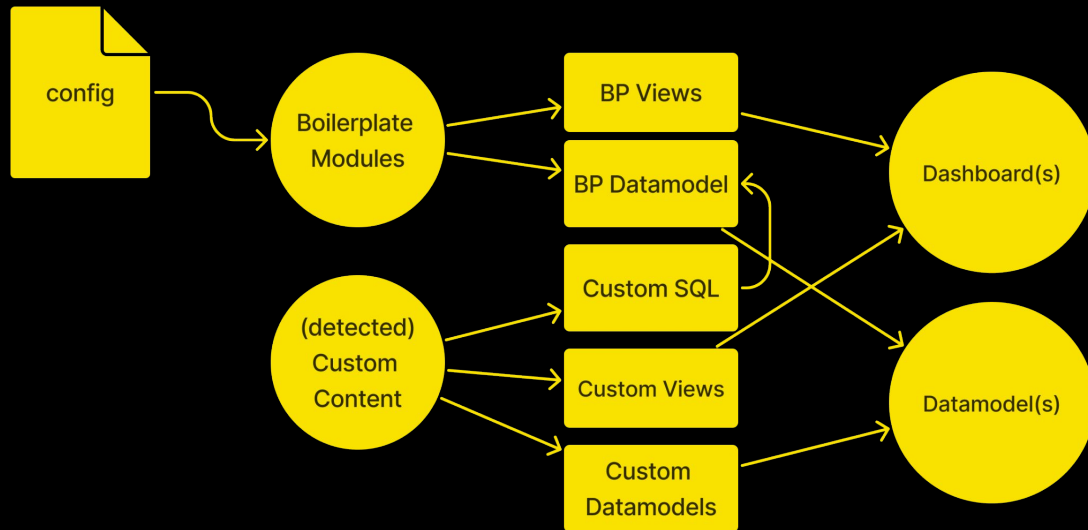 config
Boilerplate
Modules
BP Views
BP Datamodel
Custom SQL
Custom Views
Custom
Datamodels
(detected)
Custom
Content
Dashboard(s)
Datamodel(s)